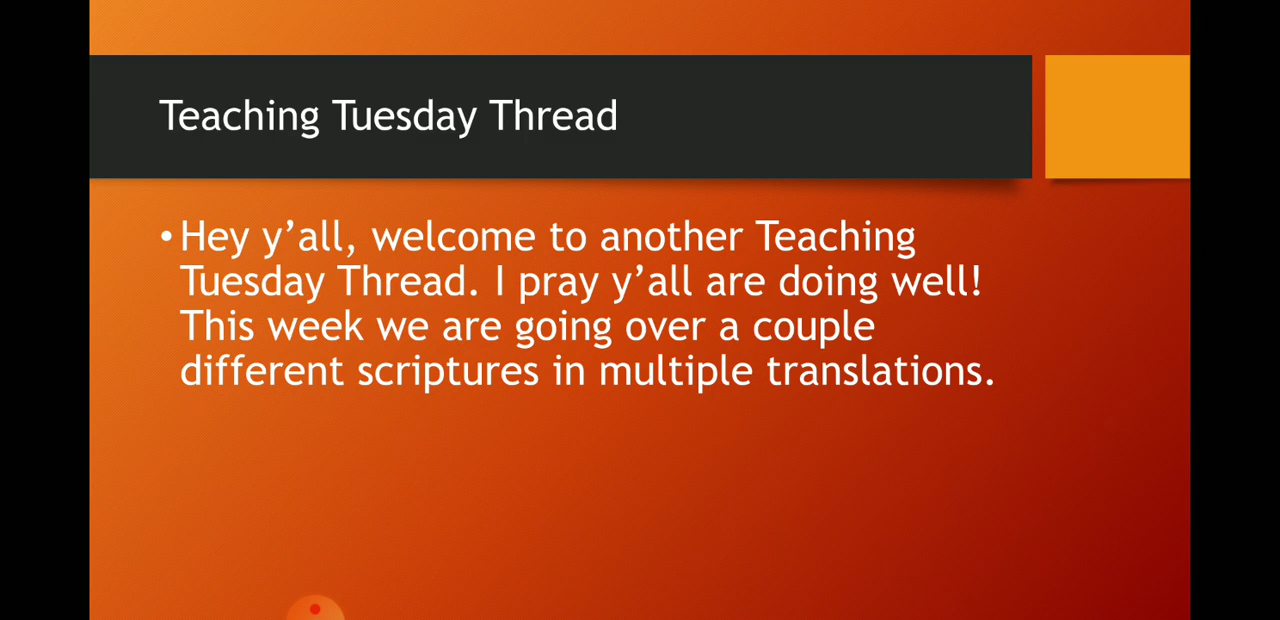 Teaching Tuesday Thread
•Hey y’all, welcome to another Teaching
Tuesday Thread. I pray y’all are doing well!
This week we are going over a couple
different scriptures in multiple translations.